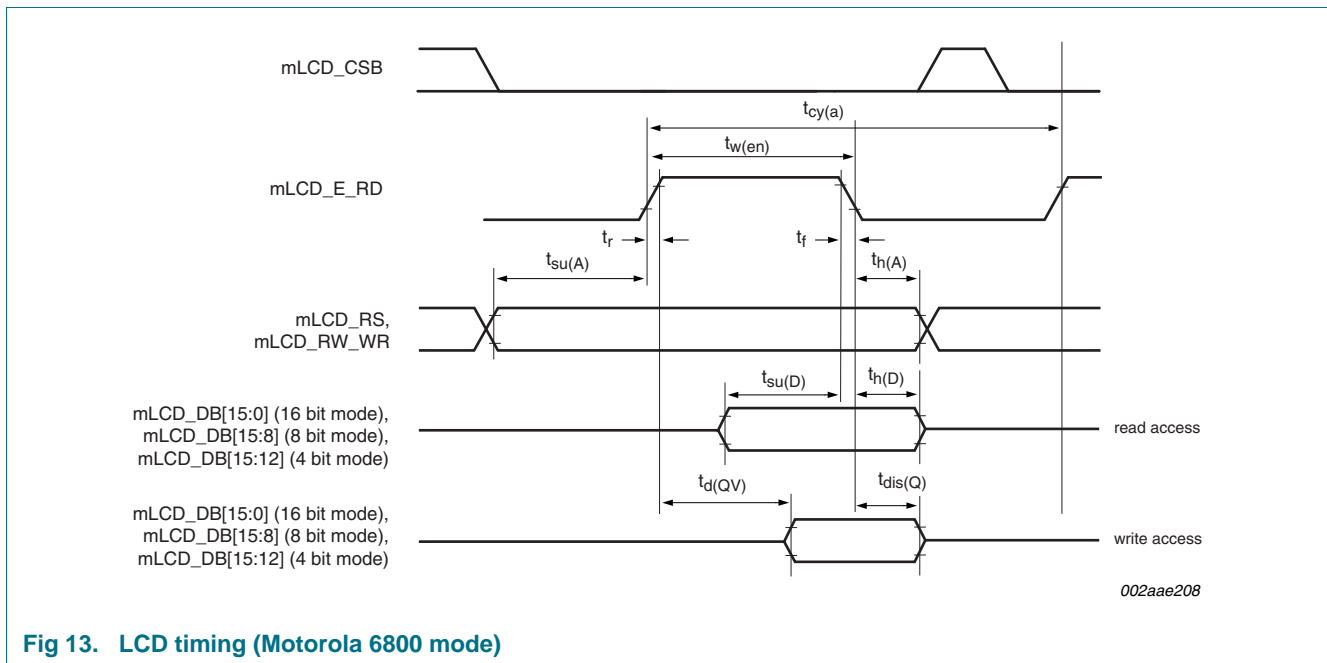 mLCD_CSB
tcy(a)
tw(en)
mLCD_E_RD
tr
tf
tsu(A)
th(A)
mLCD_RS,
mLCD_RW_WR
tsu(D)
th(D)
mLCD_DB[15:0] (16 bit mode),
mLCD_DB[15:8] (8 bit mode),
mLCD_DB[15:12] (4 bit mode)
read access
td(QV)
tdis(Q)
mLCD_DB[15:0] (16 bit mode),
mLCD_DB[15:8] (8 bit mode),
mLCD_DB[15:12] (4 bit mode)
write access
002aae208
Fig 13. LCD timing (Motorola 6800 mode)